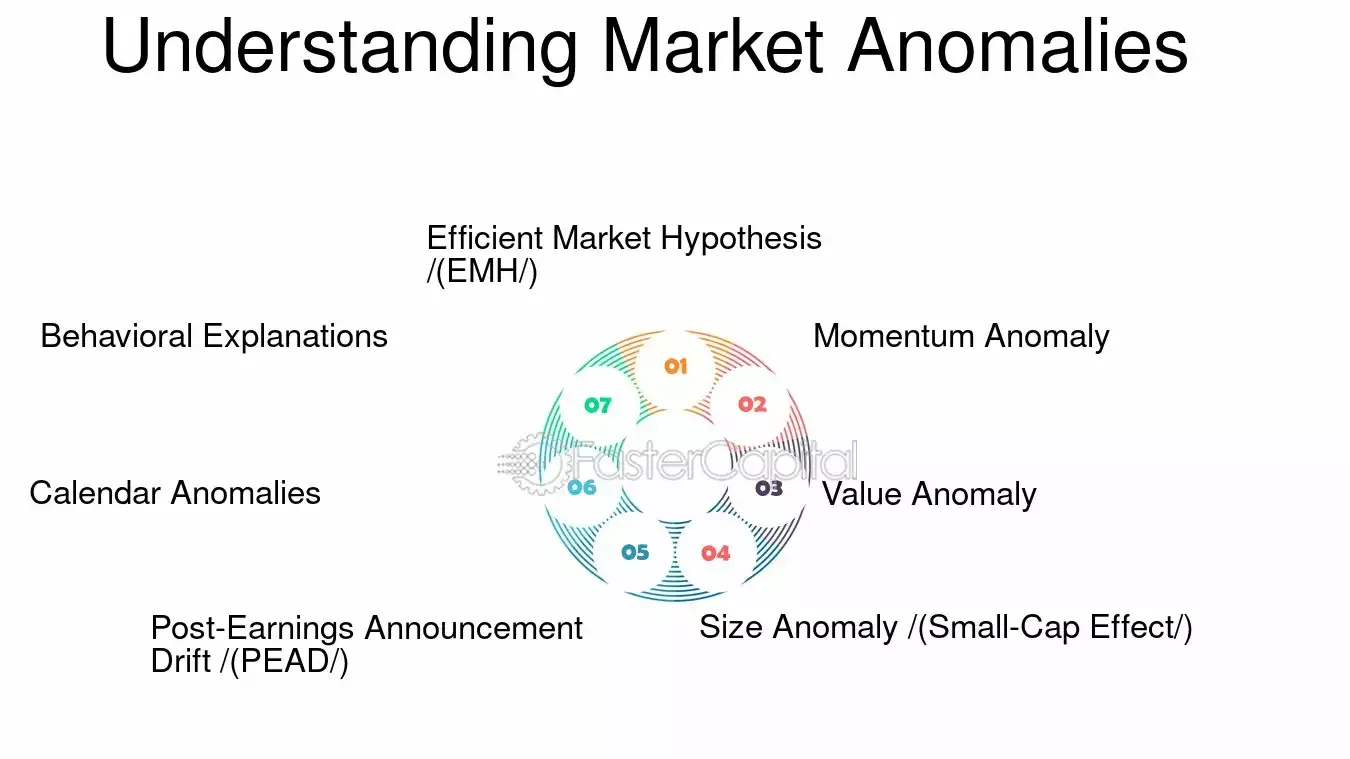 Understanding Market Anomalies
Efficient Market Hypothesis
/(EMH/)
Behavioral Explanations
Momentum Anomaly
01
07
02
FasterCapital
Calendar Anomalies
06
03
Value Anomaly
05
04
Post-Earnings Announcement
Drift /(PEAD/)
Size Anomaly /(Small-Cap Effect/)